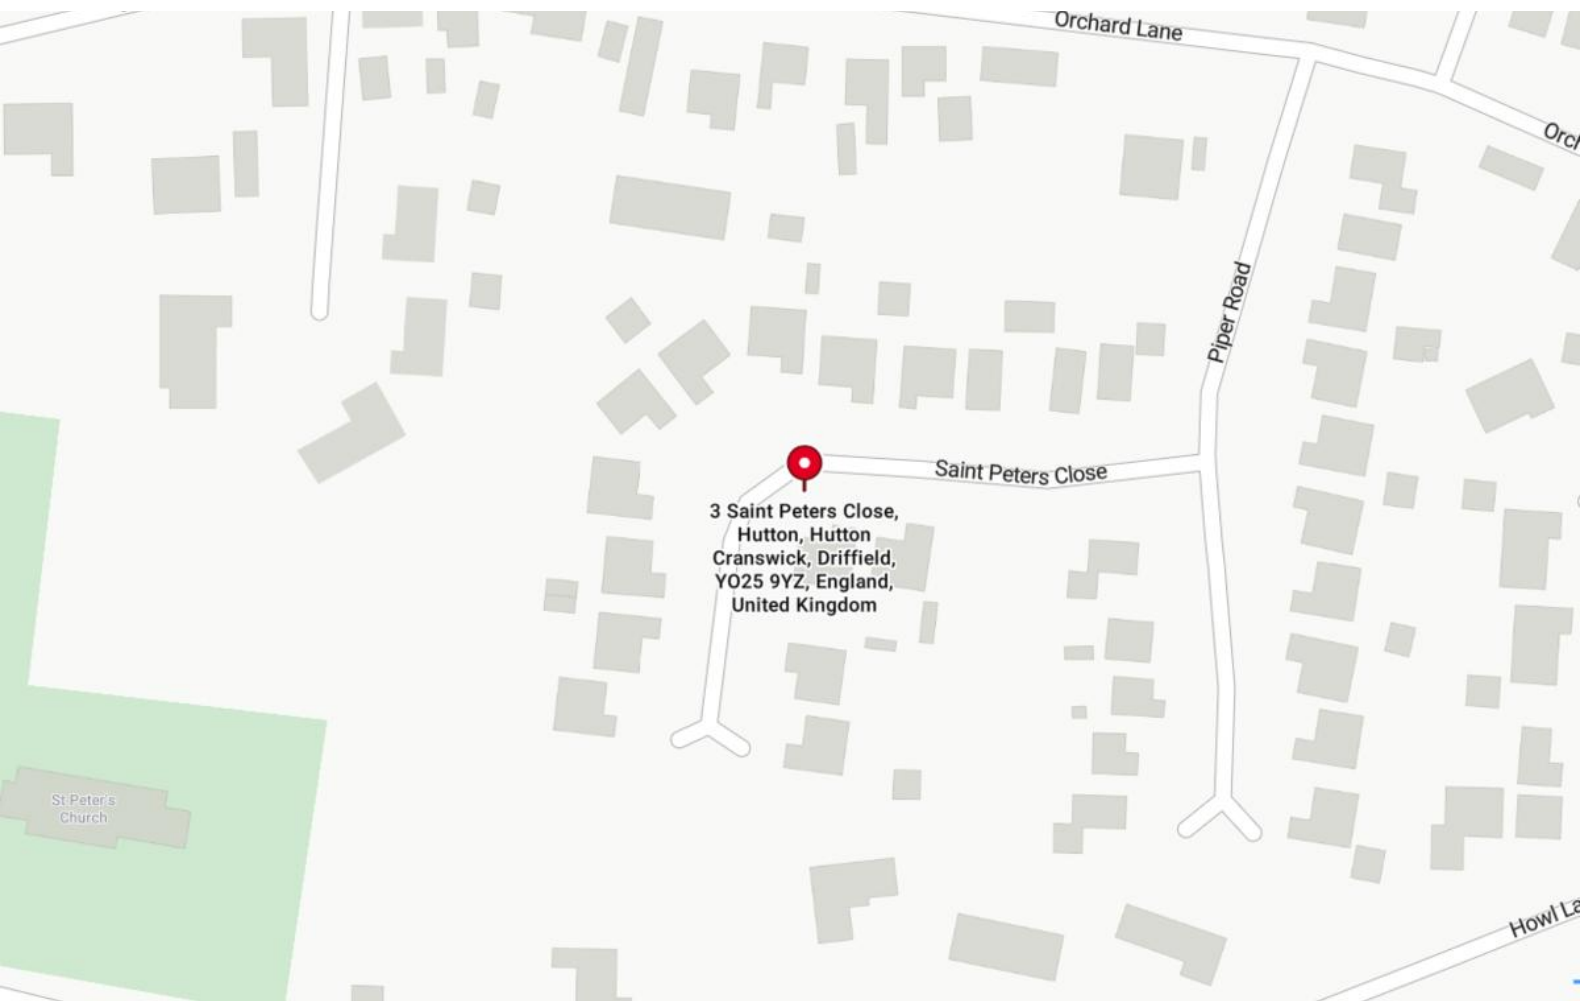 Orchard Lane
Orch
Piper Road
Saint Peters Close
3 Saint Peters Close,
Hutton, Hutton
Cranswick, Driffield,
YO25 9YZ, England,
United Kingdom
St Peter's
Church
Howl La